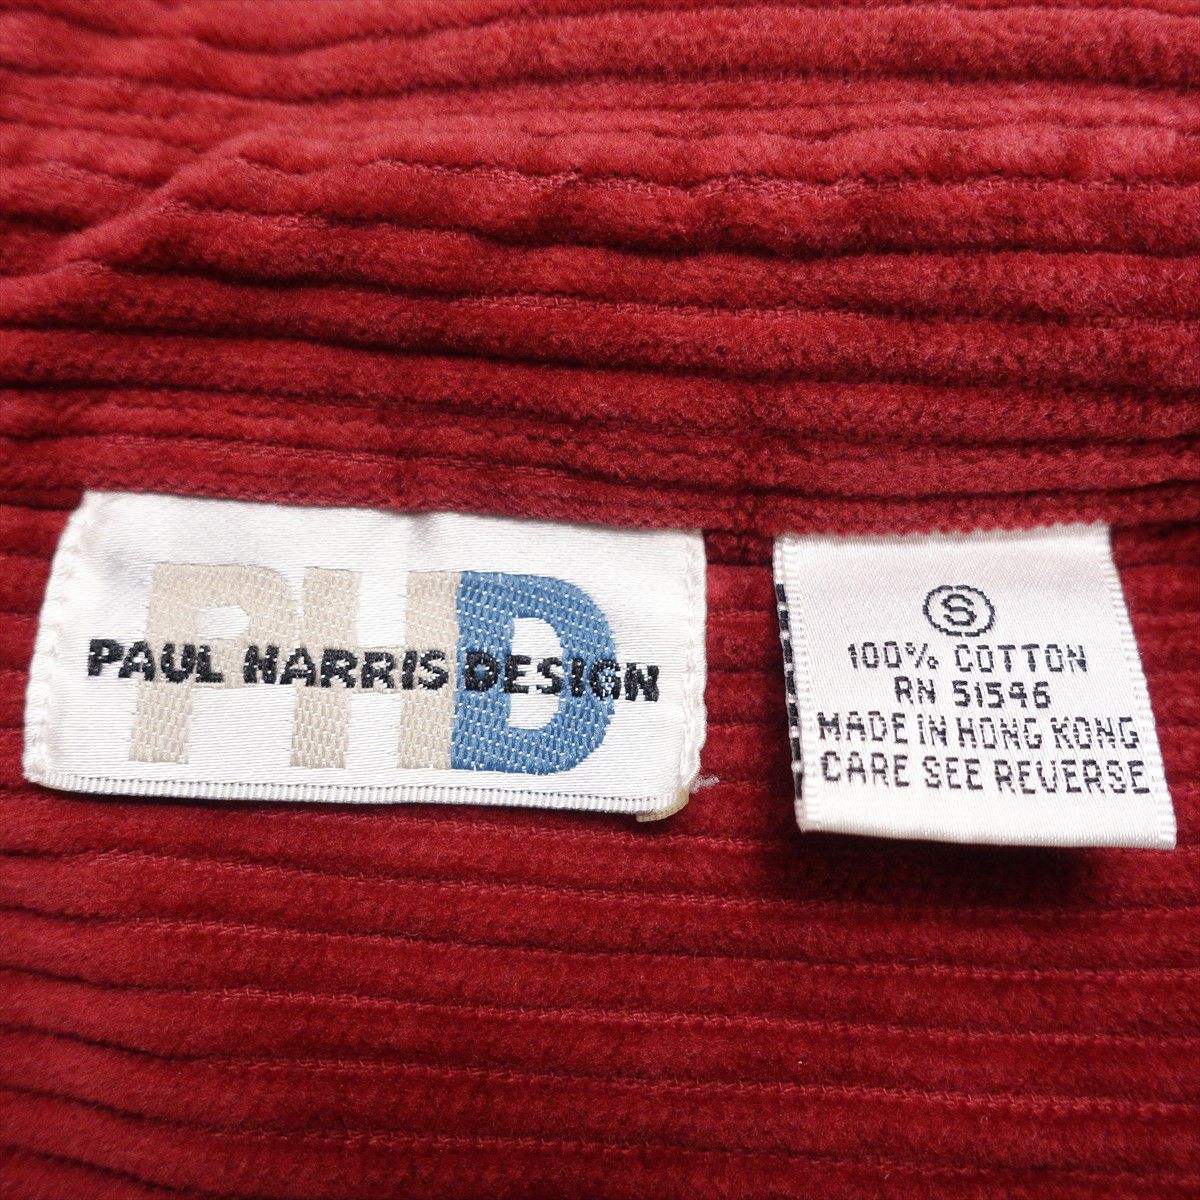 PHD
PAUL HARRIS DESIGN
S
100% COTTON
RN 51546
MADE IN HONG KONG
CARE SEE REVERSE